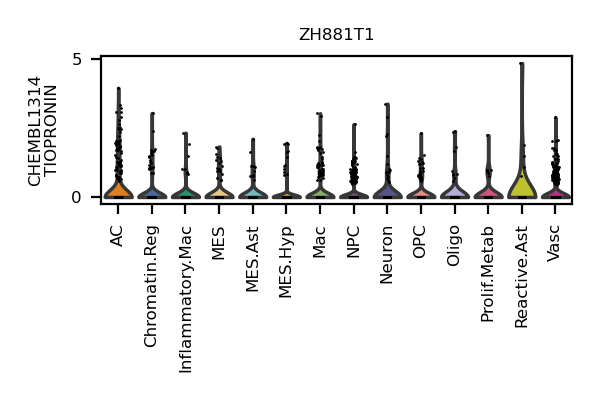 ZH881T1
CHEMBL1314
TIOPRONIN
5
0
AC
Chromatin.Reg
Inflammatory.Mac
MES
MES.Ast
MES.Hyp
Mac
NPC
Neuron
OPC
Oligo
Prolif.Metab
Reactive.Ast
Vasc